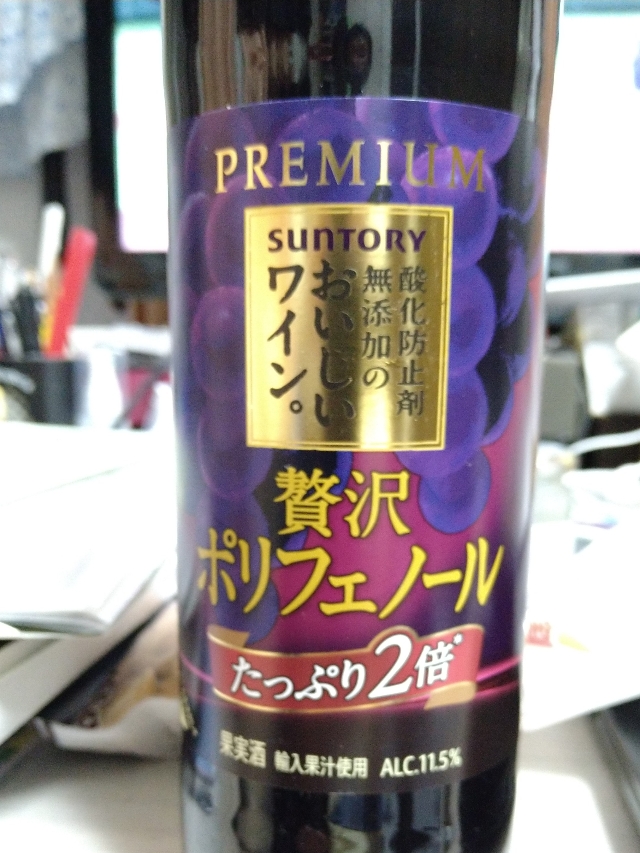 PREMIUM
SUNTORY
酸化防止剤
無添加の
おいしい
ワイン。
贅沢
ポリフェノール
たっぷり2倍*
果実酒 輸入果汁使用 ALC.11.5%